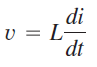 v = L di/dt